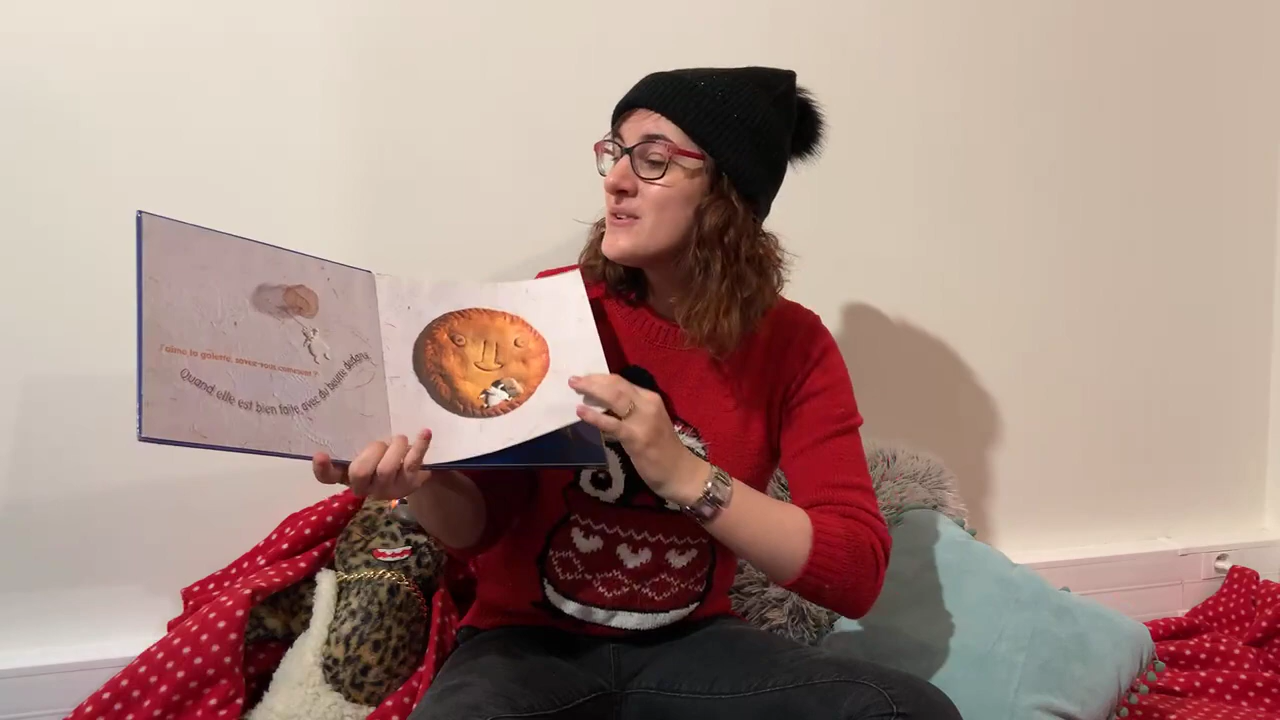 J'aime la galette, savez-vous comment ?
Quand elle est bien faite avec du beurre dedans